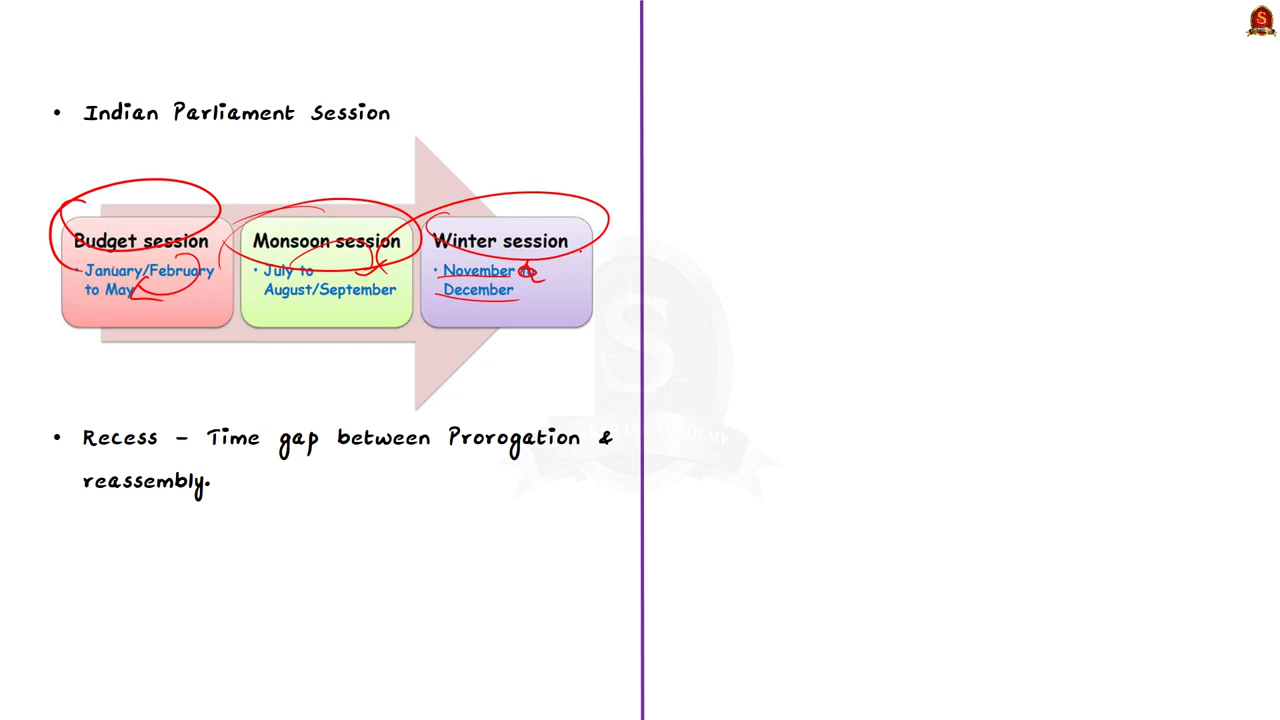 • Indian Parliament Session
Budget session
• January/February
to May
Monsoon session
• July to
August/September
Winter session
• November to
December
• Recess – Time gap between Prorogation &
reassembly.
S